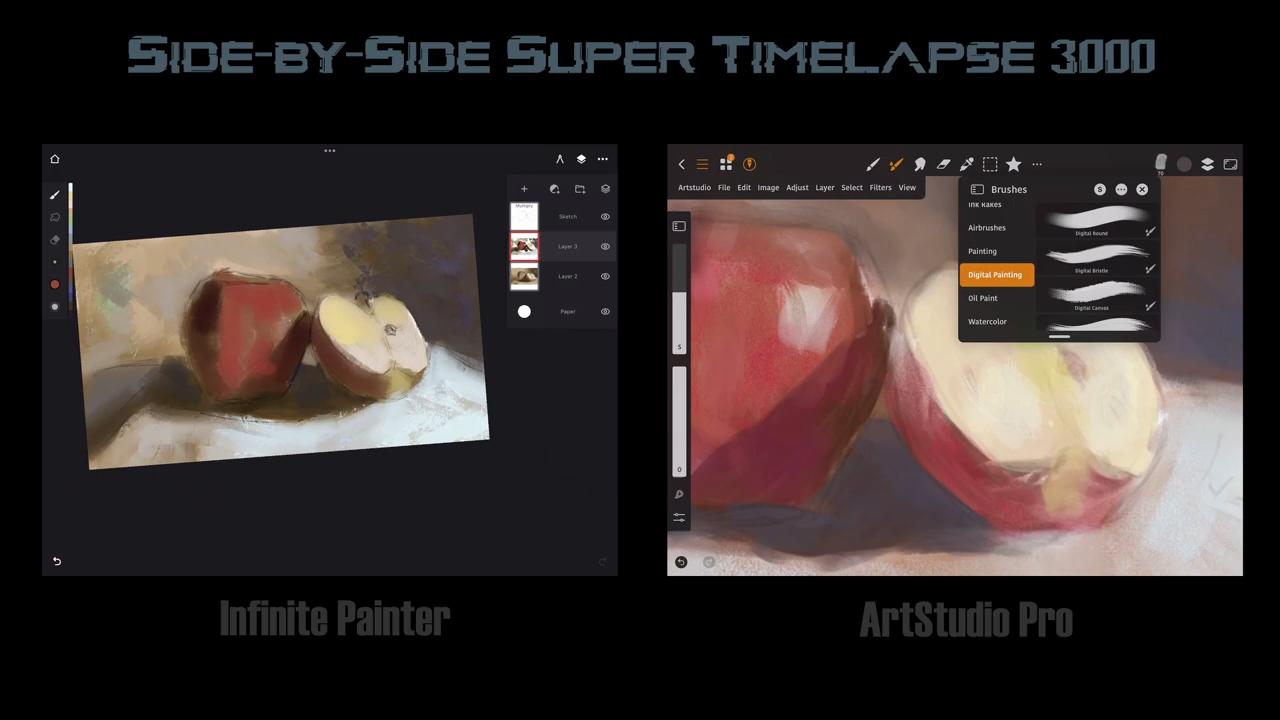 SIDE-BY-SIDE SUPER TIMELAPSE 3000
Multiply
Sketch
Layer 3
Layer 2
Paper
70
Artstudio File Edit Image Adjust Layer Select Filters View
Brushes
S
Ink Rakes
Airbrushes
Painting
Digital Painting
Oil Paint
Watercolor
Digital Round
Digital Bristle
Digital Canvas
S
O
Infinite Painter
ArtStudio Pro